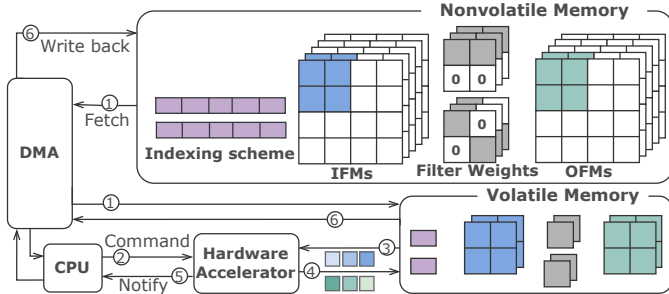 Nonvolatile Memory
⑥
Write back
①
Fetch
0 0
0
0
Indexing scheme
IFMs
Filter Weights
OFMs
DMA
①
⑥
Volatile Memory
CPU
Command
②
Notify
⑤
Hardware
Accelerator
③
④